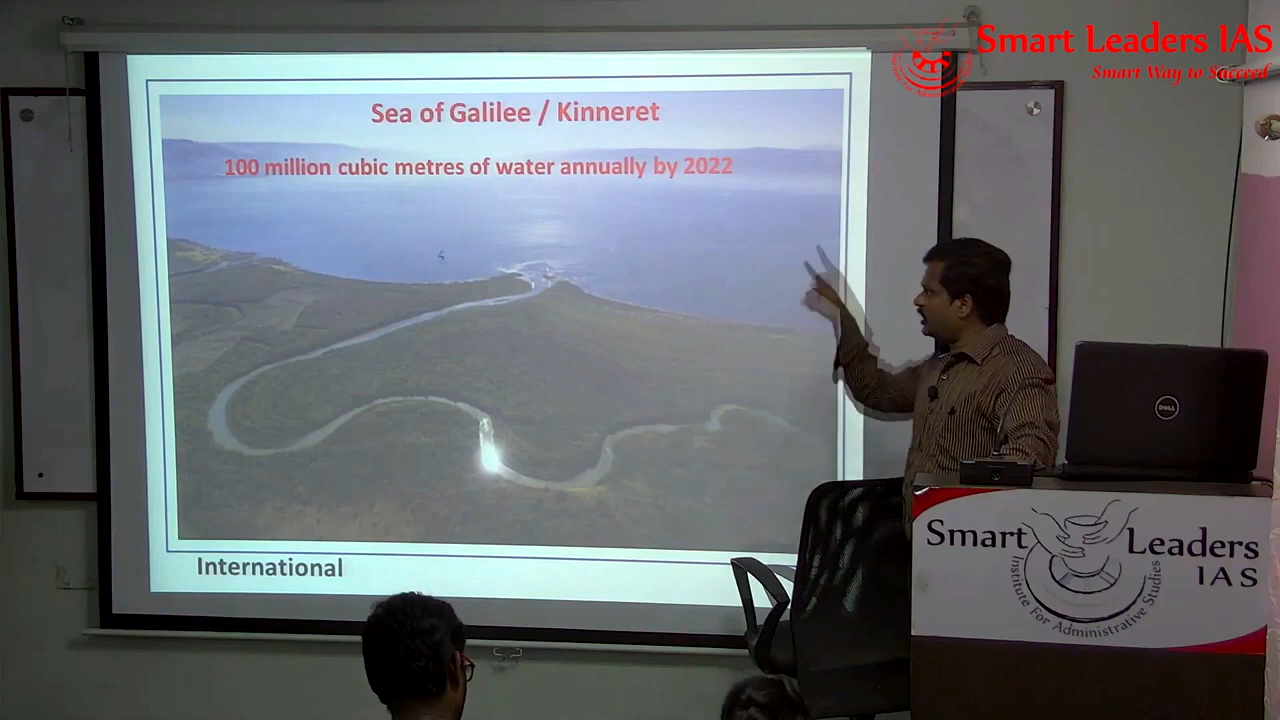 Smart Leaders IAS
Smart Way to Succeed
Sea of Galilee / Kinneret
100 million cubic metres of water annually by 2022
International
DELL
Smart Leaders
IAS
Institute For Administrative Studies